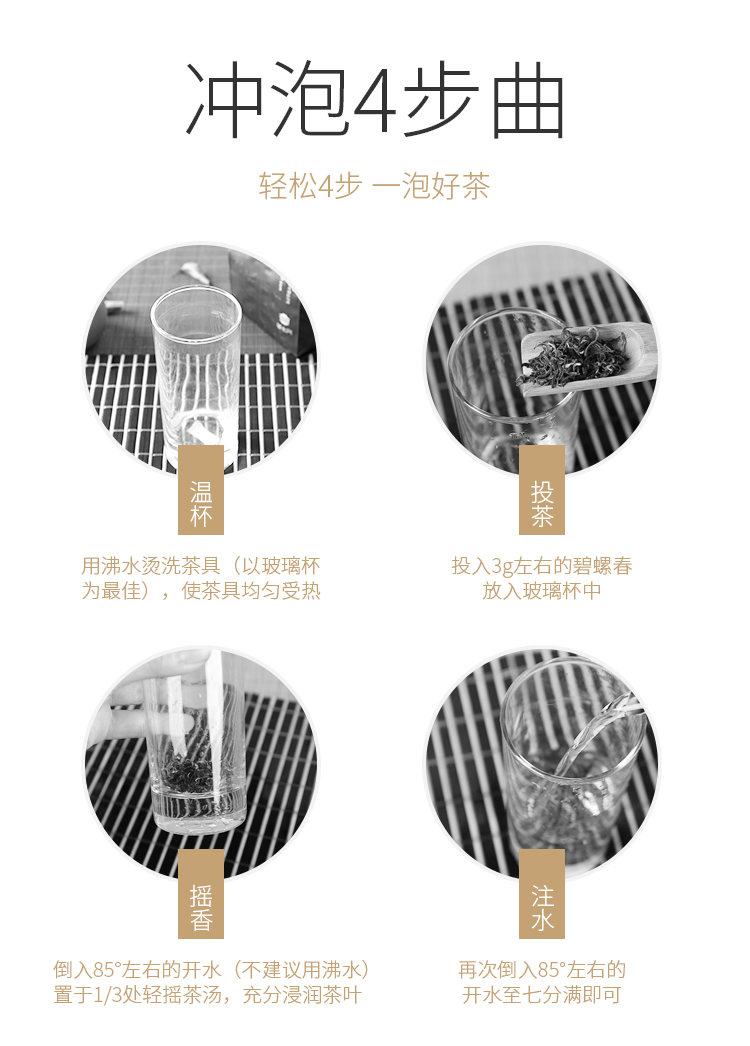 冲泡4步曲
轻松4步 一泡好茶
温杯
用沸水烫洗茶具（以玻璃杯
为最佳），使茶具均匀受热
投茶
投入3g左右的碧螺春
放入玻璃杯中
摇香
倒入85°左右的开水（不建议用沸水）
置于1/3处轻摇茶汤，充分浸润茶叶
注水
再次倒入85°左右的
开水至七分满即可